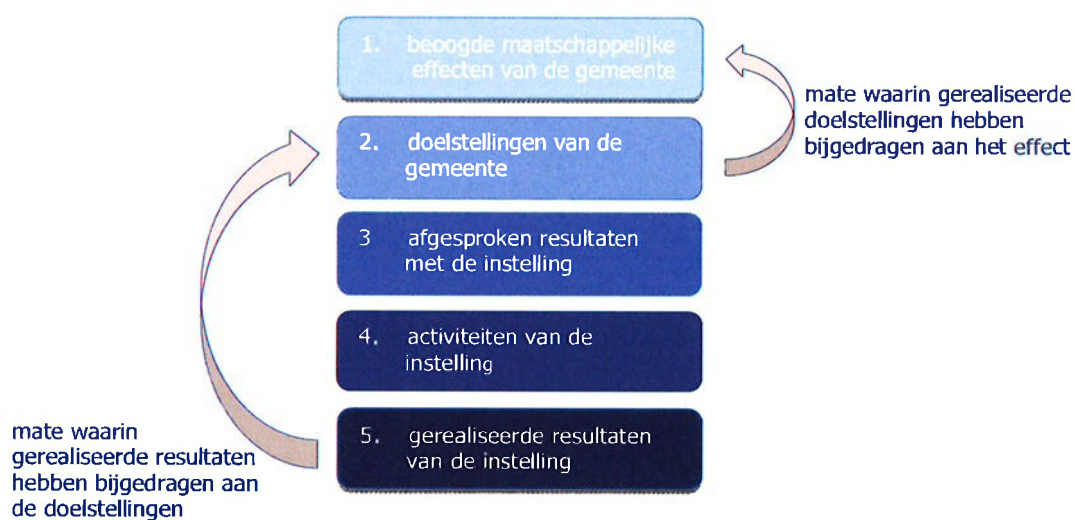 1. beoogde maatschappelijke
effecten van de gemeente
mate waarin gerealiseerde
doelstellingen hebben
bijgedragen aan het effect
2. doelstellingen van de
gemeente
3 afgesproken resultaten
met de instelling
4. activiteiten van de
instelling
5. gerealiseerde resultaten
van de instelling
mate waarin
gerealiseerde resultaten
hebben bijgedragen aan
de doelstellingen